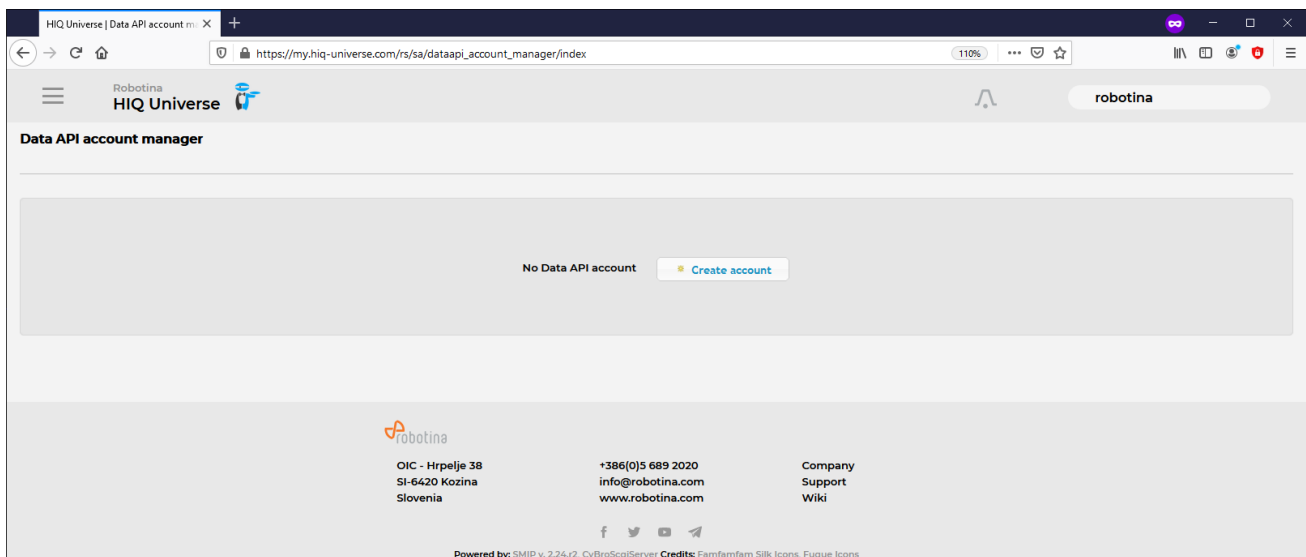 HIQ Universe | Data API account ma
https://my.hiq-universe.com/rs/sa/dataapi_account_manager/index
110%
Robotina
HIQ Universe
robotina
Data API account manager
No Data API account
Create account
robotina
OIC - Hrpelje 38
SI-6420 Kozina
Slovenia
+386(0)5 689 2020
info@robotina.com
www.robotina.com
Company
Support
Wiki
Powered by: SMIP v. 2.24.r2, CyBroScgiServer Credits: Famfamfam Silk Icons, Fugue Icons